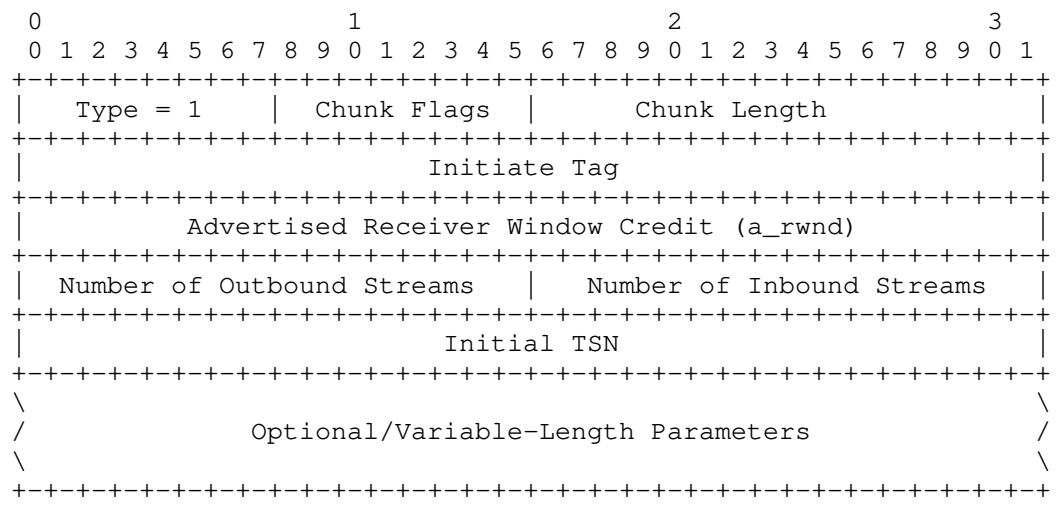 0                   1                   2                   3
 0 1 2 3 4 5 6 7 8 9 0 1 2 3 4 5 6 7 8 9 0 1 2 3 4 5 6 7 8 9 0 1
+-+-+-+-+-+-+-+-+-+-+-+-+-+-+-+-+-+-+-+-+-+-+-+-+-+-+-+-+-+-+-+-+
|   Type = 1    |  Chunk Flags  |      Chunk Length             |
+-+-+-+-+-+-+-+-+-+-+-+-+-+-+-+-+-+-+-+-+-+-+-+-+-+-+-+-+-+-+-+-+
|                         Initiate Tag                          |
+-+-+-+-+-+-+-+-+-+-+-+-+-+-+-+-+-+-+-+-+-+-+-+-+-+-+-+-+-+-+-+-+
|          Advertised Receiver Window Credit (a_rwnd)           |
+-+-+-+-+-+-+-+-+-+-+-+-+-+-+-+-+-+-+-+-+-+-+-+-+-+-+-+-+-+-+-+-+
|  Number of Outbound Streams   |   Number of Inbound Streams   |
+-+-+-+-+-+-+-+-+-+-+-+-+-+-+-+-+-+-+-+-+-+-+-+-+-+-+-+-+-+-+-+-+
|                          Initial TSN                          |
+-+-+-+-+-+-+-+-+-+-+-+-+-+-+-+-+-+-+-+-+-+-+-+-+-+-+-+-+-+-+-+-+
\                                                               \
/              Optional/Variable-Length Parameters              /
\                                                               \
+-+-+-+-+-+-+-+-+-+-+-+-+-+-+-+-+-+-+-+-+-+-+-+-+-+-+-+-+-+-+-+-+